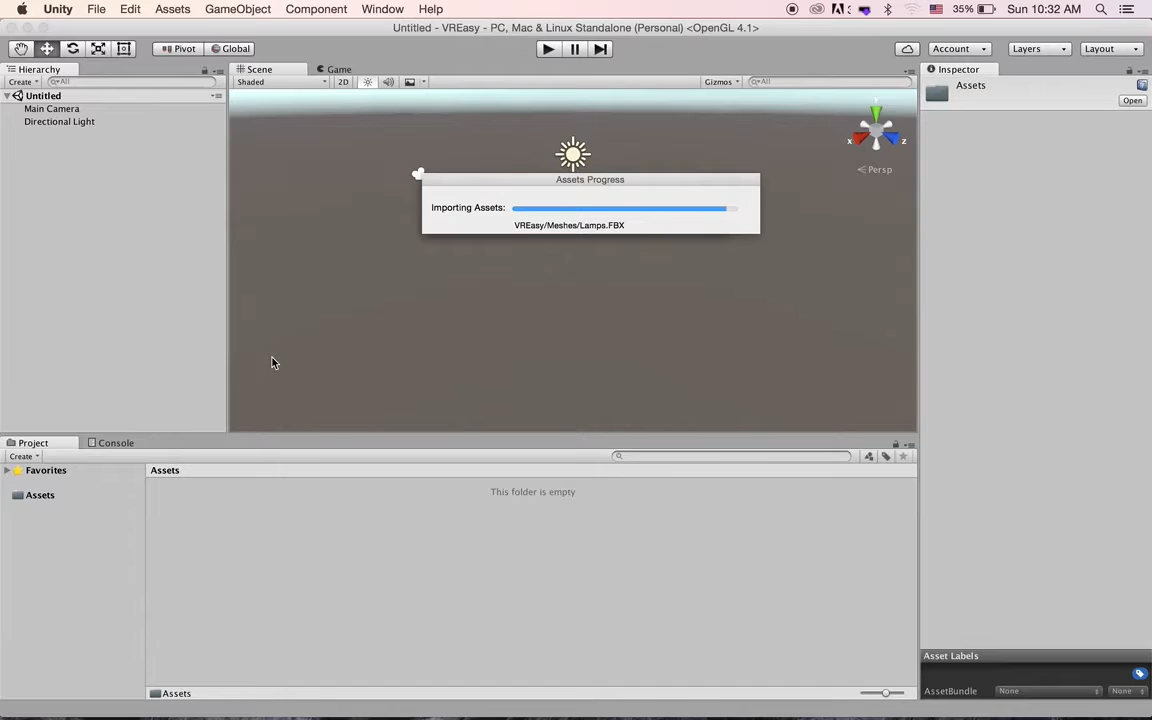 Unity File Edit Assets GameObject Component Window Help 35% Sun 10:32 AM
Untitled - VREasy - PC, Mac & Linux Standalone (Personal) <OpenGL 4.1>
Pivot Global Account Layers Layout
Hierarchy Scene Game Inspector
Create All Shaded 2D Gizmos All
Assets
Open
Untitled
Main Camera
Directional Light
y
x z
Persp
Assets Progress
Importing Assets:
VREasy/Meshes/Lamps.FBX
Project Console
Create
Favorites Assets
Assets
This folder is empty
Assets
Asset Labels
AssetBundle None None